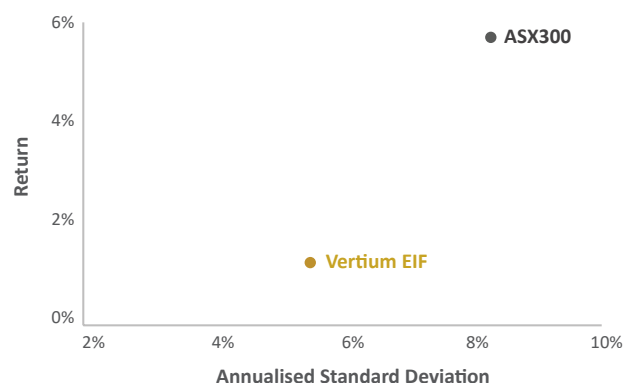 6%
ASX300
4%
Return
2%
Vertium EIF
0%
2% 4% 6% 8% 10%
Annualised Standard Deviation